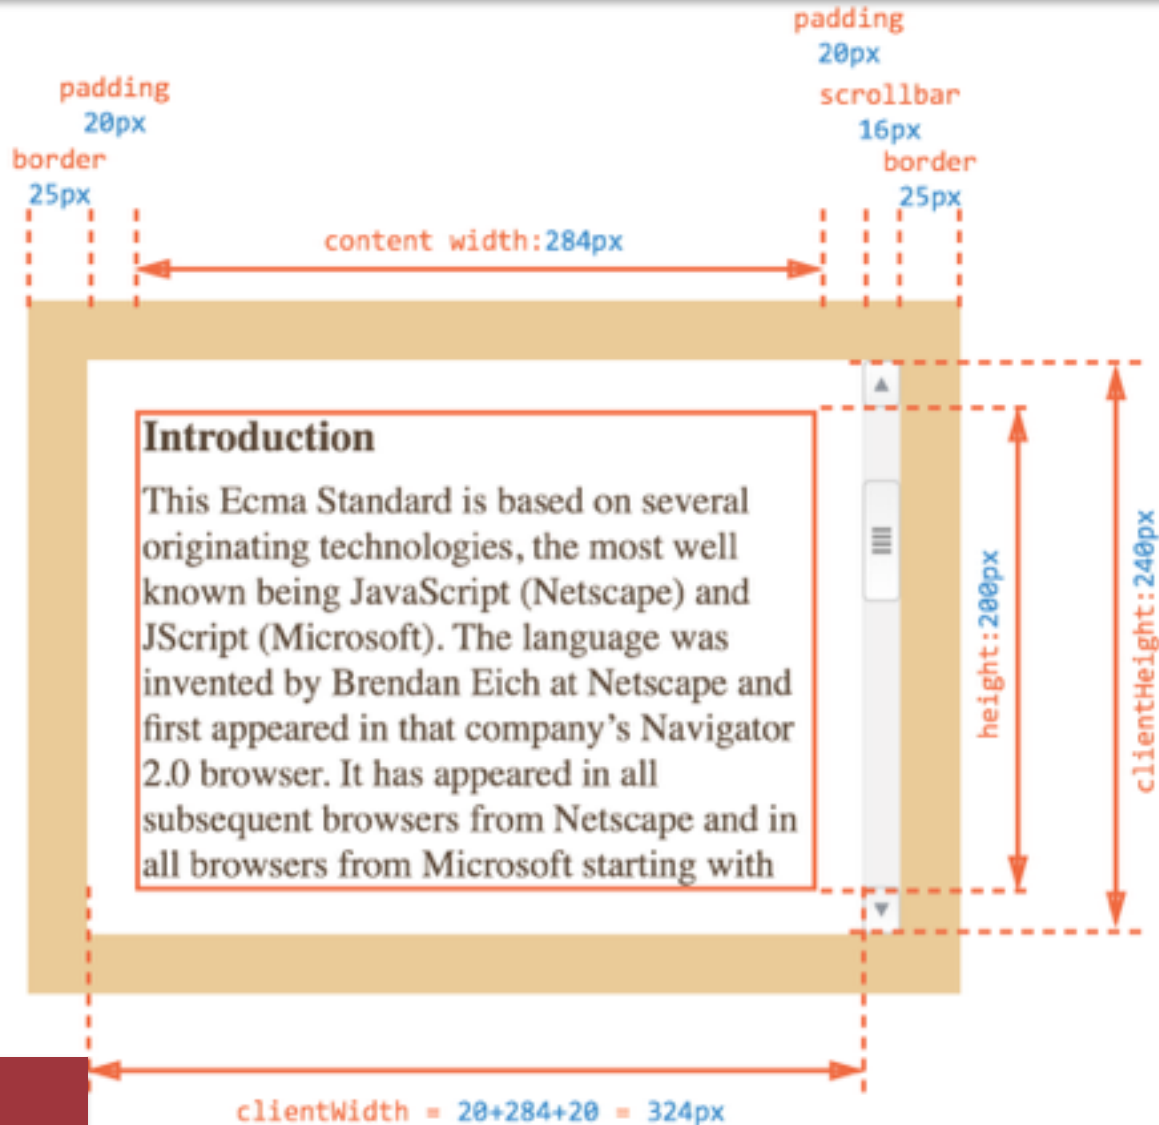 padding
20px
padding
20px
scrollbar
16px
border
25px
border
25px
content width:284px
Introduction
This Ecma Standard is based on several
originating technologies, the most well
known being JavaScript (Netscape) and
JScript (Microsoft). The language was
invented by Brendan Eich at Netscape and
first appeared in that company’s Navigator
2.0 browser. It has appeared in all
subsequent browsers from Netscape and in
all browsers from Microsoft starting with
height:200px
clientHeight:240px
clientWidth = 20+284+20 = 324px